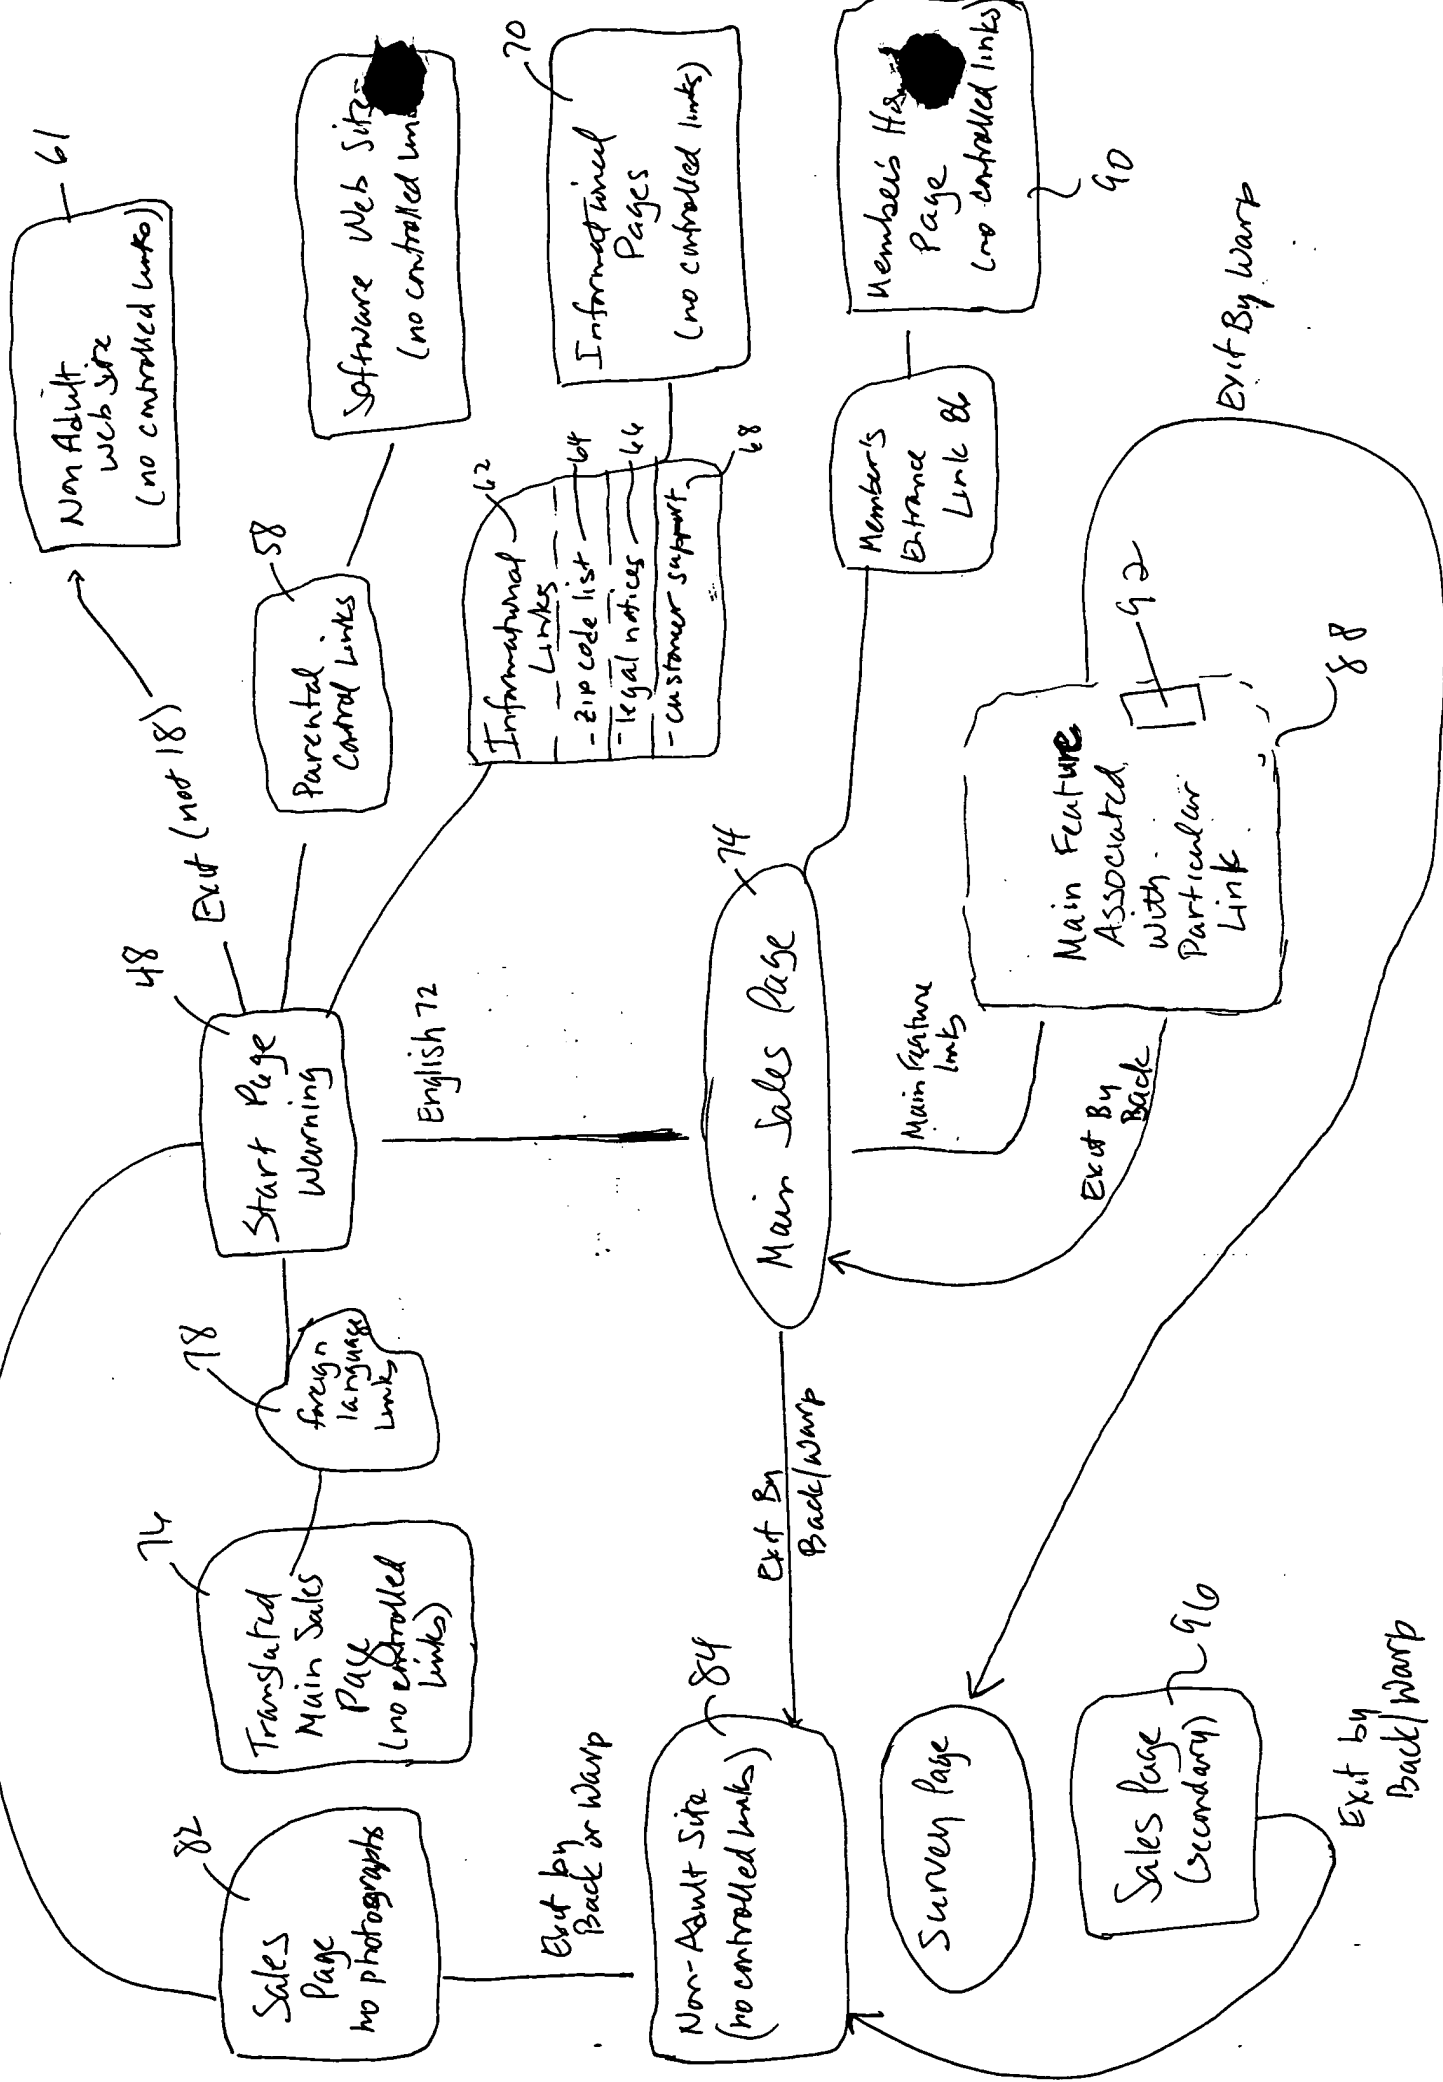 61
Non Adult
Web Site
(no controlled links)
Exit (not 18)
58
Parental
Control Links
Software Web Site
(no controlled
48
Start Page
Warning
62
Informational
Links
- zip code list
64
- legal notices
66
- customer support
68
70
Informational
Pages
(no controlled links)
78
foreign
language
Links
74
Translated
Main Sales
Page
(no controlled
links)
82
Sales
Page
no photographs
Exit by
Back or Warp
English 72
74
Main Sales Page
Member's
Entrance
Link 86
Member's
Page
(no controlled links)
90
Main Feature
links
Main Feature
Associated
with
Particular
Link
92
88
Exit By
Back
Exit By Warp
Exit By
Back/Warp
84
Non-Adult Site
(no controlled links)
Survey Page
96
Sales Page
(secondary)
Exit by
Back/Warp